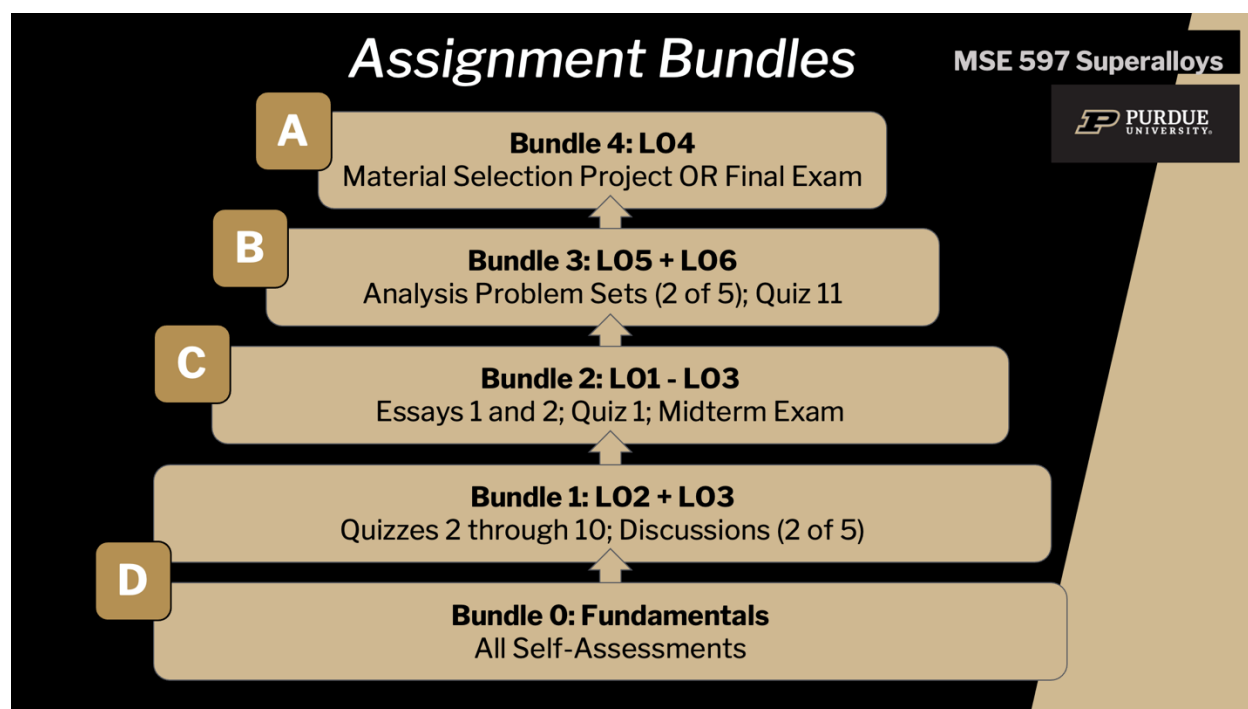 Assignment Bundles
MSE 597 Superalloys
PURDUE
UNIVERSITY®
A
Bundle 4: LO4
Material Selection Project OR Final Exam
B
Bundle 3: LO5 + LO6
Analysis Problem Sets (2 of 5); Quiz 11
C
Bundle 2: LO1 - LO3
Essays 1 and 2; Quiz 1; Midterm Exam
Bundle 1: LO2 + LO3
Quizzes 2 through 10; Discussions (2 of 5)
D
Bundle 0: Fundamentals
All Self-Assessments